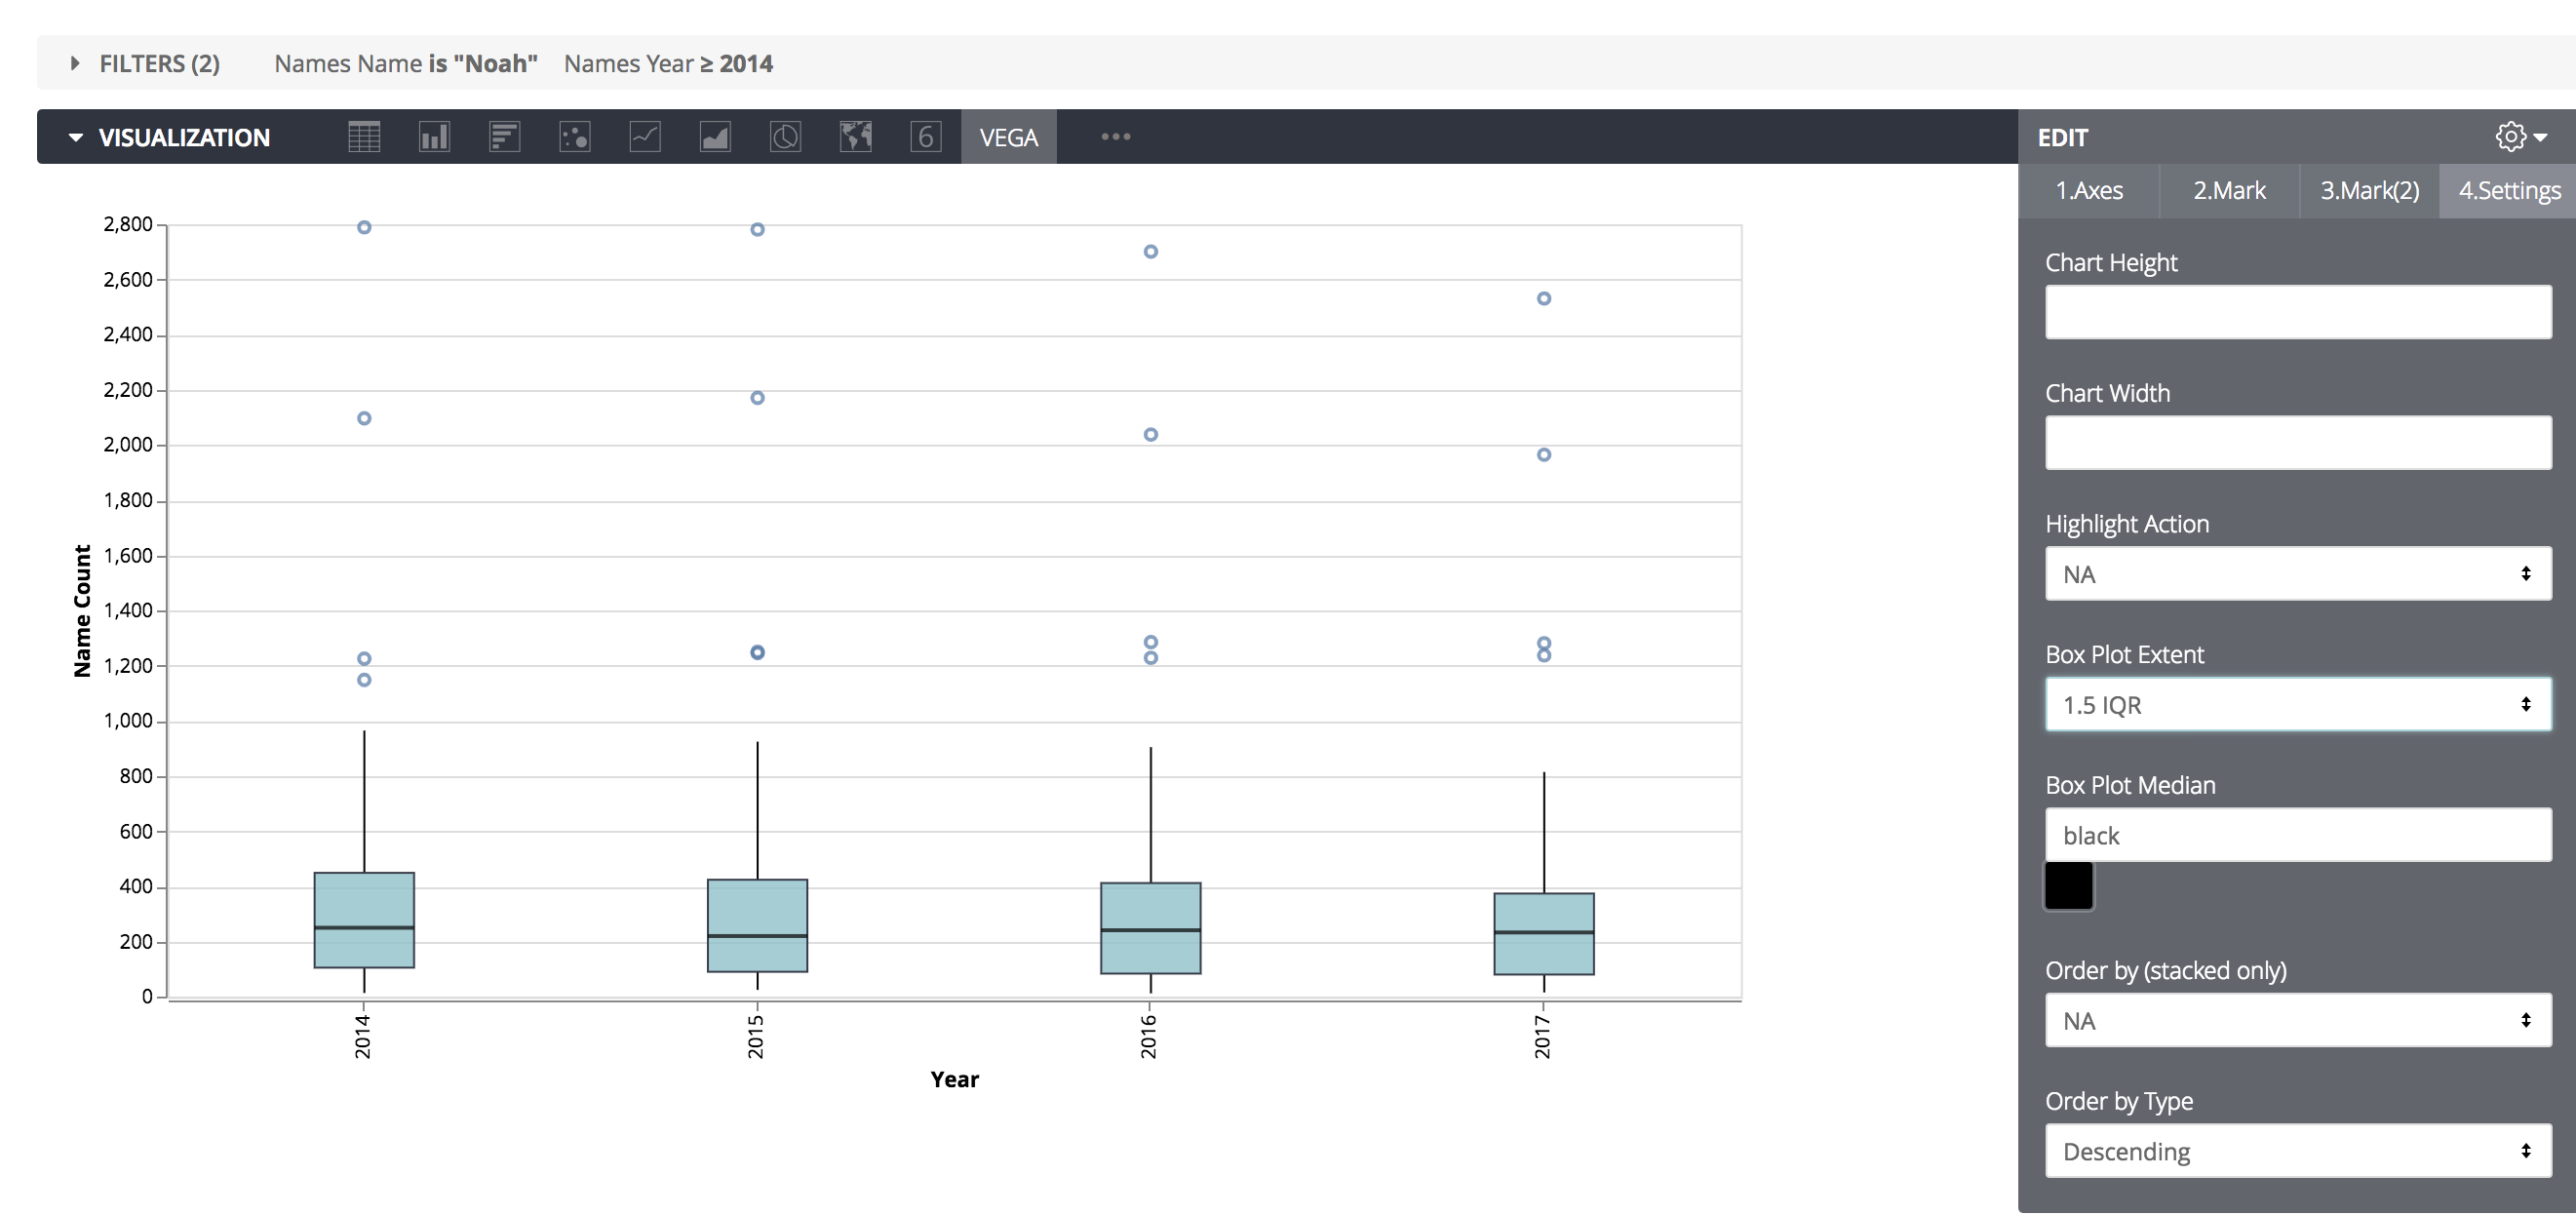 FILTERS (2) Names Name is "Noah" Names Year ≥ 2014
VISUALIZATION 6 VEGA ••• EDIT
1.Axes 2.Mark 3.Mark(2) 4.Settings
2,800
2,600
2,400
2,200
2,000
1,800
1,600
1,400
1,200
1,000
800
600
400
200
0
Name Count
2014 2015 2016 2017
Year
Chart Height
Chart Width
Highlight Action
NA
Box Plot Extent
1.5 IQR
Box Plot Median
black
Order by (stacked only)
NA
Order by Type
Descending